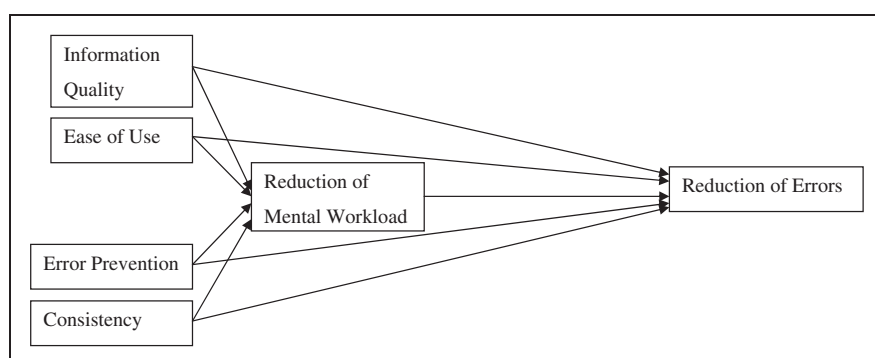 Information
Quality
Ease of Use
Reduction of
Mental Workload
Reduction of Errors
Error Prevention
Consistency